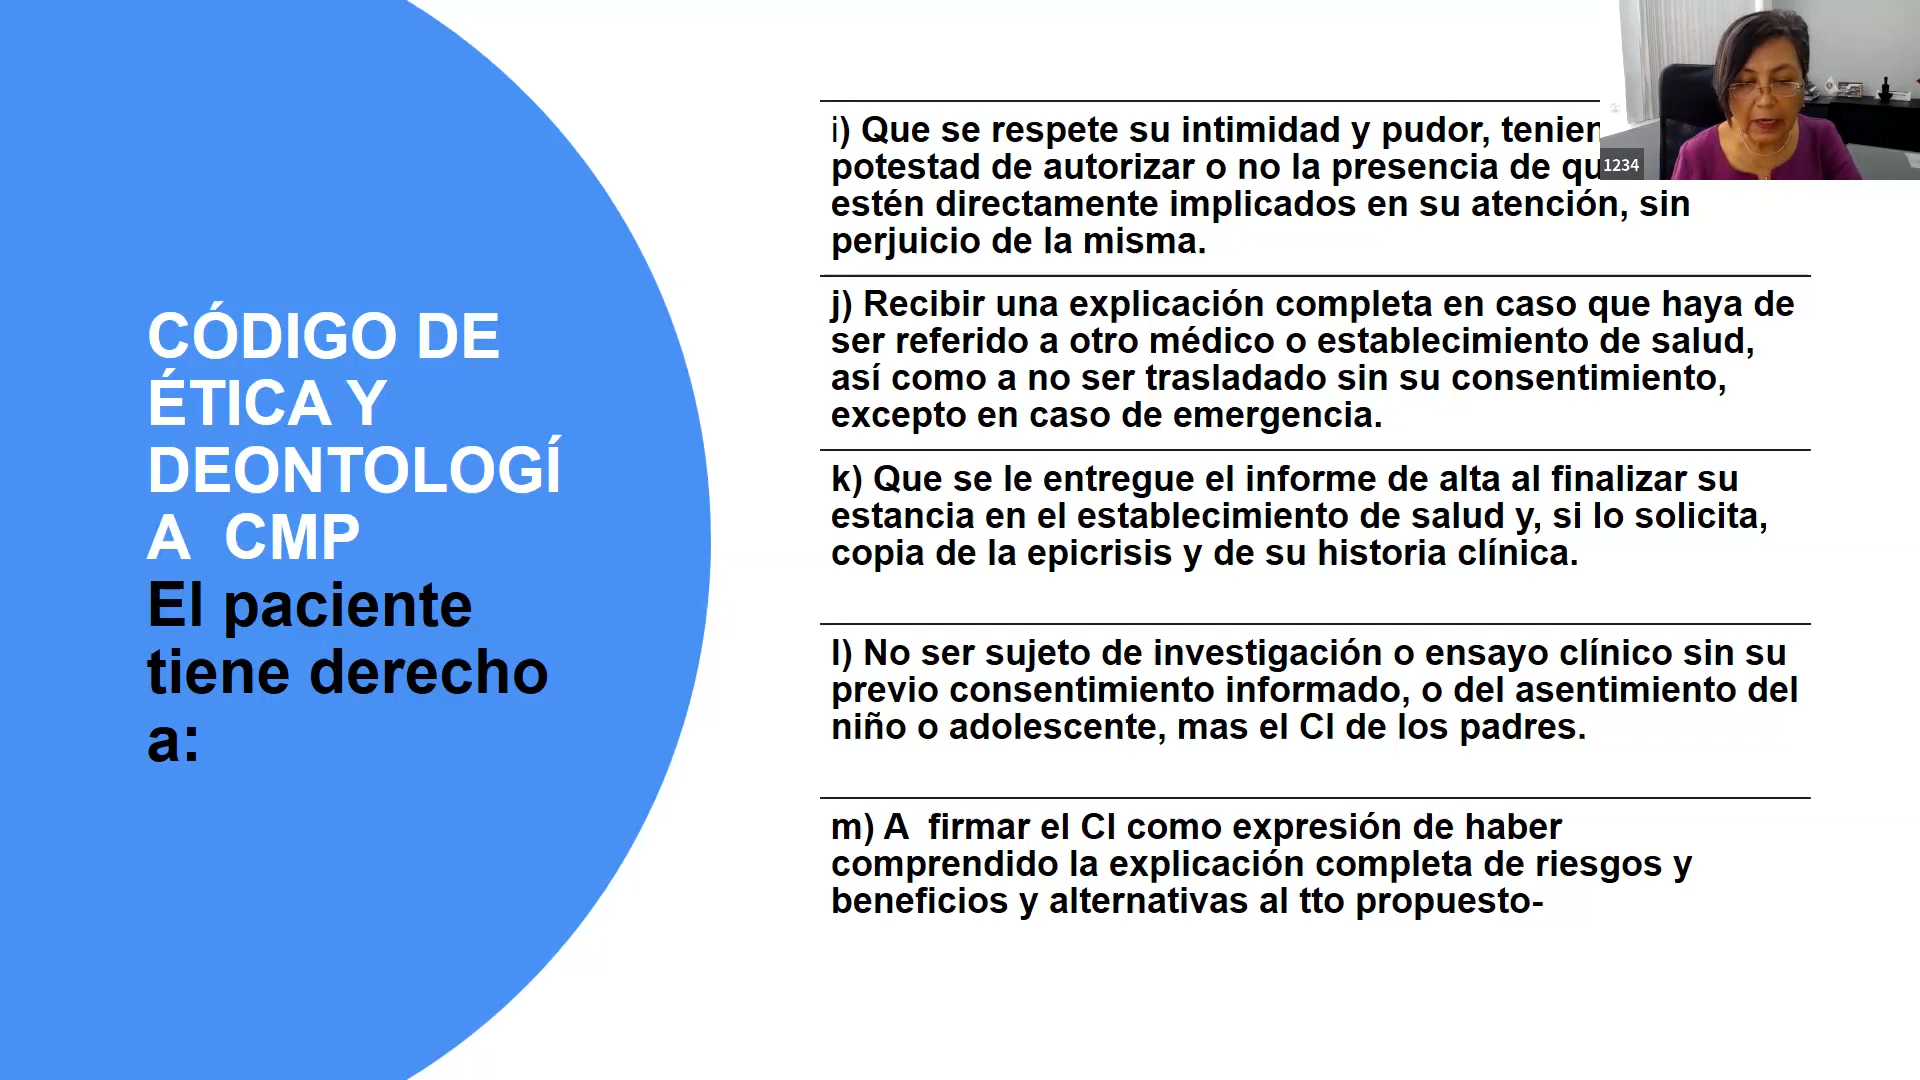 CÓDIGO DE
ÉTICA Y
DEONTOLOGÍ
A CMP
El paciente
tiene derecho
a:
i) Que se respete su intimidad y pudor,
potestad de autorizar o no la presencia de
estén directamente implicados en su atención, sin
perjuicio de la misma.
j) Recibir una explicación completa en caso que haya de
ser referido a otro médico o establecimiento de salud,
así como a no ser trasladado sin su consentimiento,
excepto en caso de emergencia.
k) Que se le entregue el informe de alta al finalizar su
estancia en el establecimiento de salud y, si lo solicita,
copia de la epicrisis y de su historia clínica.
l) No ser sujeto de investigación o ensayo clínico sin su
previo consentimiento informado, o del asentimiento del
niño o adolescente, mas el CI de los padres.
m) A firmar el CI como expresión de haber
comprendido la explicación completa de riesgos y
beneficios y alternativas al tto propuesto-
1234